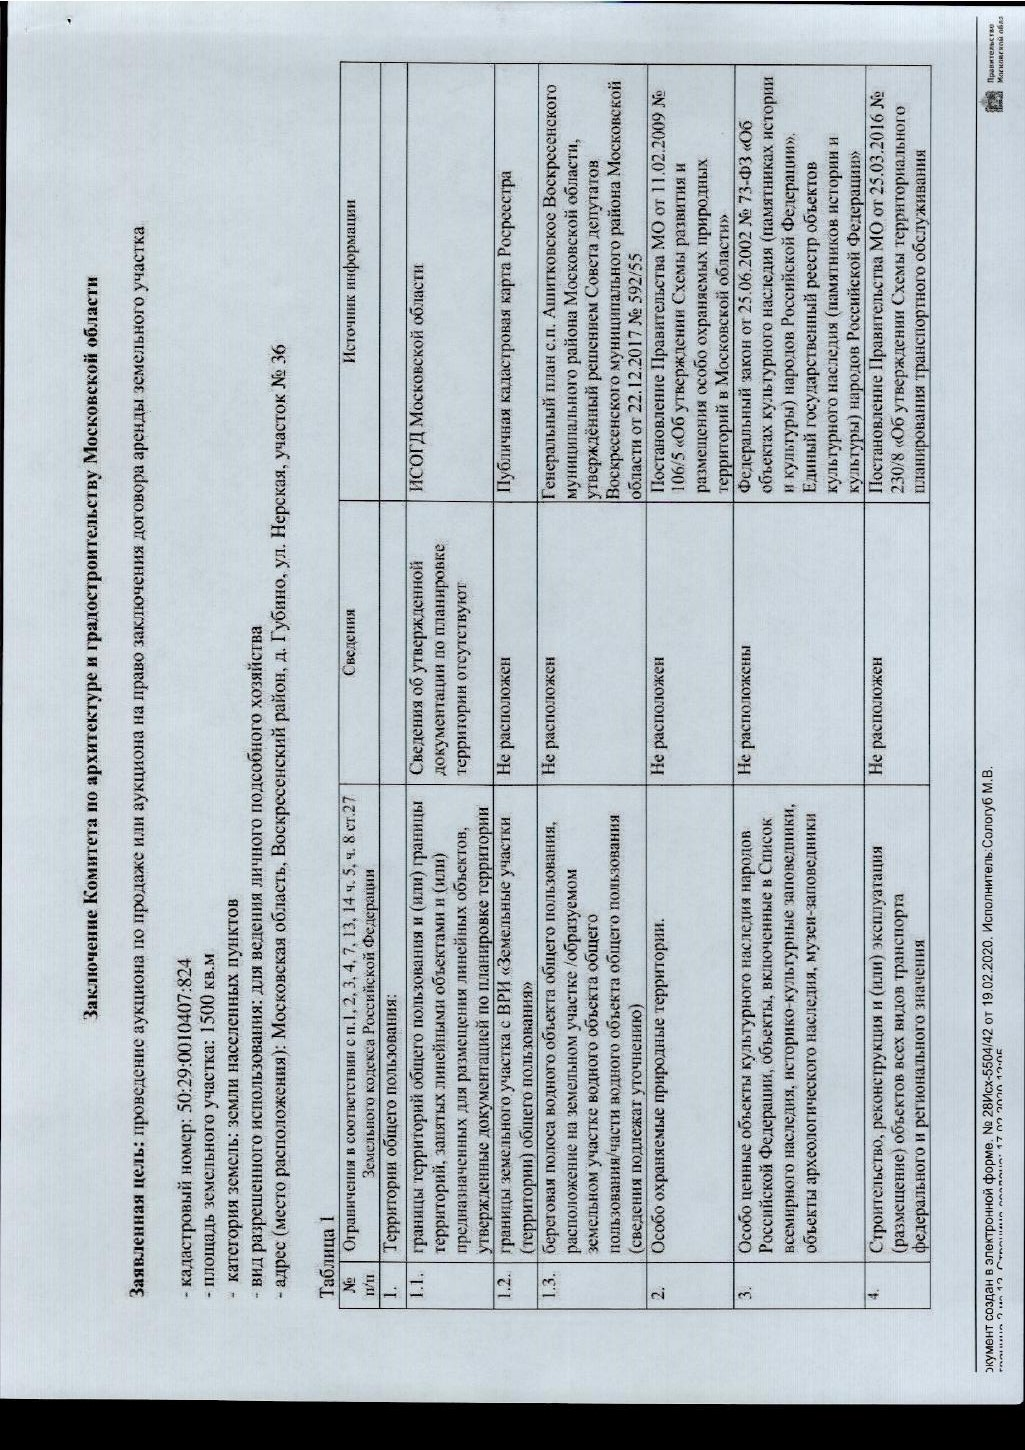 Заключение Комитета по архитектуре и градостроительству Московской области
Заявленная цель: проведение аукциона по продаже или аукциона на право заключения договора аренды земельного участка
- кадастровый номер: 50:29:0010407:824
- площадь земельного участка: 1500 кв.м
- категория земель: земли населенных пунктов
- вид разрешенного использования: для ведения личного подсобного хозяйства
- адрес (место расположения): Московская область, Воскресенский район, д. Губино, ул. Нерская, участок № 36
Таблица 1
№
п/п
Ограничения в соответствии с п.1, 2, 3, 4, 7, 13, 14 ч. 5, ч. 8 ст.27
Земельного кодекса Российской Федерации
Сведения
Источник информации
1.
Территории общего пользования:
1.1.
границы территорий общего пользования и (или) границы
территорий, занятых линейными объектами и (или)
предназначенных для размещения линейных объектов,
утвержденные документацией по планировке территории
Сведения об утвержденной
документации по планировке
территории отсутствуют
ИСОГД Московской области
1.2.
границы земельного участка с ВРИ «Земельные участки
(территории) общего пользования»
Не расположен
Публичная кадастровая карта Росреестра
1.3.
береговая полоса водного объекта общего пользования,
расположение на земельном участке /образуемом
земельном участке водного объекта общего
пользования/части водного объекта общего пользования
(сведения подлежат уточнению)
Не расположен
Генеральный план с.п. Ашитковское Воскресенского
муниципального района Московской области,
утверждённый решением Совета депутатов
Воскресенского муниципального района Московской
области от 22.12.2017 № 592/55
2.
Особо охраняемые природные территории.
Не расположен
Постановление Правительства МО от 11.02.2009 №
106/5 «Об утверждении Схемы развития и
размещения особо охраняемых природных
территорий в Московской области»
3.
Особо ценные объекты культурного наследия народов
Российской Федерации, объекты, включенные в Список
всемирного наследия, историко-культурные заповедники,
объекты археологического наследия, музеи-заповедники
Не расположены
Федеральный закон от 25.06.2002 № 73-ФЗ «Об
объектах культурного наследия (памятниках истории
и культуры) народов Российской Федерации».
Единый государственный реестр объектов
культурного наследия (памятников истории и
культуры) народов Российской Федерации»
4.
Строительство, реконструкция и (или) эксплуатация
(размещение) объектов всех видов транспорта
федерального и регионального значения
Не расположен
Постановление Правительства МО от 25.03.2016 №
230/8 «Об утверждении Схемы территориального
планирования транспортного обслуживания
окумент создан в электронной форме. № 28Исх-5504/42 от 19.02.2020. Исполнитель:Сологуб М.В.
Правительство
Московской облас